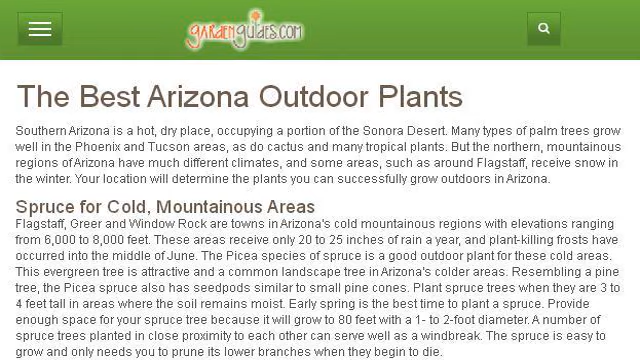 gardenguides.com
The Best Arizona Outdoor Plants
Southern Arizona is a hot, dry place, occupying a portion of the Sonora Desert. Many types of palm trees grow
well in the Phoenix and Tucson areas, as do cactus and many tropical plants. But the northern, mountainous
regions of Arizona have much different climates, and some areas, such as around Flagstaff, receive snow in
the winter. Your location will determine the plants you can successfully grow outdoors in Arizona.
Spruce for Cold, Mountainous Areas
Flagstaff, Greer and Window Rock are towns in Arizona's cold mountainous regions with elevations ranging
from 6,000 to 8,000 feet. These areas receive only 20 to 25 inches of rain a year, and plant-killing frosts have
occurred into the middle of June. The Picea species of spruce is a good outdoor plant for these cold areas.
This evergreen tree is attractive and a common landscape tree in Arizona's colder areas. Resembling a pine
tree, the Picea spruce also has seedpods similar to small pine cones. Plant spruce trees when they are 3 to
4 feet tall in areas where the soil remains moist. Early spring is the best time to plant a spruce. Provide
enough space for your spruce tree because it will grow to 80 feet with a 1- to 2-foot diameter. A number of
spruce trees planted in close proximity to each other can serve well as a windbreak. The spruce is easy to
grow and only needs you to prune its lower branches when they begin to die.